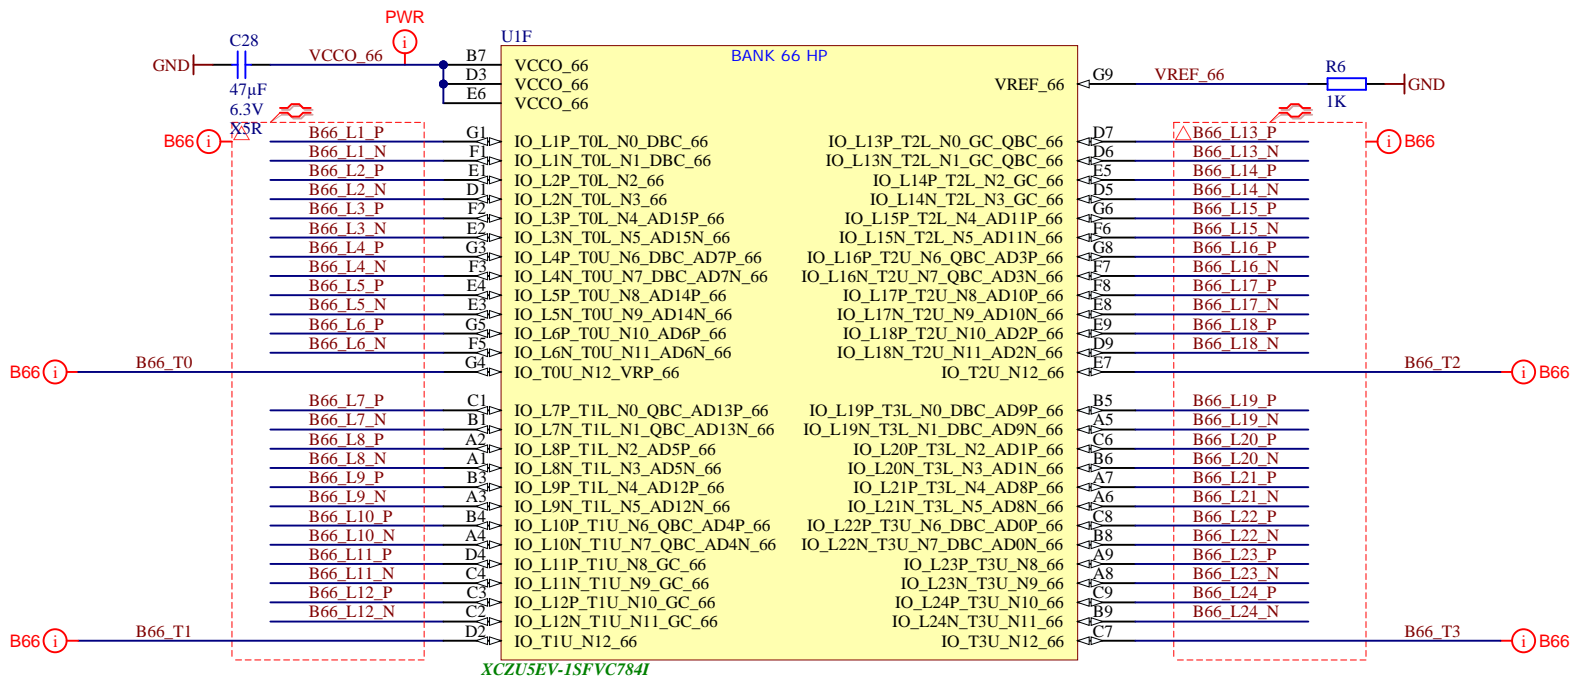 PWR
U1F
C28
VCCO_66
B7
VCCO_66
BANK 66 HP
GND
D3
VCCO_66
VREF_66
G9
VREF_66
R6
GND
47µF
E6
VCCO_66
1K
6.3V
X5R
B66
B66_L1_P
G1
IO_L1P_T0L_N0_DBC_66
IO_L13P_T2L_N0_GC_QBC_66
D7
B66_L13_P
B66
B66_L1_N
F1
IO_L1N_T0L_N1_DBC_66
IO_L13N_T2L_N1_GC_QBC_66
D6
B66_L13_N
B66_L2_P
E1
IO_L2P_T0L_N2_66
IO_L14P_T2L_N2_GC_66
E5
B66_L14_P
B66_L2_N
D1
IO_L2N_T0L_N3_66
IO_L14N_T2L_N3_GC_66
D5
B66_L14_N
B66_L3_P
F2
IO_L3P_T0L_N4_AD15P_66
IO_L15P_T2L_N4_AD11P_66
G6
B66_L15_P
B66_L3_N
E2
IO_L3N_T0L_N5_AD15N_66
IO_L15N_T2L_N5_AD11N_66
F6
B66_L15_N
B66_L4_P
G3
IO_L4P_T0U_N6_DBC_AD7P_66
IO_L16P_T2U_N6_QBC_AD3P_66
G8
B66_L16_P
B66_L4_N
F3
IO_L4N_T0U_N7_DBC_AD7N_66
IO_L16N_T2U_N7_QBC_AD3N_66
F7
B66_L16_N
B66_L5_P
E4
IO_L5P_T0U_N8_AD14P_66
IO_L17P_T2U_N8_AD10P_66
F8
B66_L17_P
B66_L5_N
E3
IO_L5N_T0U_N9_AD14N_66
IO_L17N_T2U_N9_AD10N_66
E8
B66_L17_N
B66_L6_P
G5
IO_L6P_T0U_N10_AD6P_66
IO_L18P_T2U_N10_AD2P_66
E9
B66_L18_P
B66_L6_N
F5
IO_L6N_T0U_N11_AD6N_66
IO_L18N_T2U_N11_AD2N_66
D9
B66_L18_N
B66
B66_T0
G4
IO_T0U_N12_VRP_66
IO_T2U_N12_66
E7
B66_T2
B66
B66_L7_P
C1
IO_L7P_T1L_N0_QBC_AD13P_66
IO_L19P_T3L_N0_DBC_AD9P_66
B5
B66_L19_P
B66_L7_N
B1
IO_L7N_T1L_N1_QBC_AD13N_66
IO_L19N_T3L_N1_DBC_AD9N_66
A5
B66_L19_N
B66_L8_P
A2
IO_L8P_T1L_N2_AD5P_66
IO_L20P_T3L_N2_AD1P_66
C6
B66_L20_P
B66_L8_N
A1
IO_L8N_T1L_N3_AD5N_66
IO_L20N_T3L_N3_AD1N_66
B6
B66_L20_N
B66_L9_P
B3
IO_L9P_T1L_N4_AD12P_66
IO_L21P_T3L_N4_AD8P_66
A7
B66_L21_P
B66_L9_N
A3
IO_L9N_T1L_N5_AD12N_66
IO_L21N_T3L_N5_AD8N_66
A6
B66_L21_N
B66_L10_P
B4
IO_L10P_T1U_N6_QBC_AD4P_66
IO_L22P_T3U_N6_DBC_AD0P_66
C8
B66_L22_P
B66_L10_N
A4
IO_L10N_T1U_N7_QBC_AD4N_66
IO_L22N_T3U_N7_DBC_AD0N_66
B8
B66_L22_N
B66_L11_P
D4
IO_L11P_T1U_N8_GC_66
IO_L23P_T3U_N8_66
A9
B66_L23_P
B66_L11_N
C4
IO_L11N_T1U_N9_GC_66
IO_L23N_T3U_N9_66
A8
B66_L23_N
B66_L12_P
C3
IO_L12P_T1U_N10_GC_66
IO_L24P_T3U_N10_66
C9
B66_L24_P
B66_L12_N
C2
IO_L12N_T1U_N11_GC_66
IO_L24N_T3U_N11_66
B9
B66_L24_N
B66
B66_T1
D2
IO_T1U_N12_66
IO_T3U_N12_66
C7
B66_T3
B66
XCZU5EV-1SFVC784I